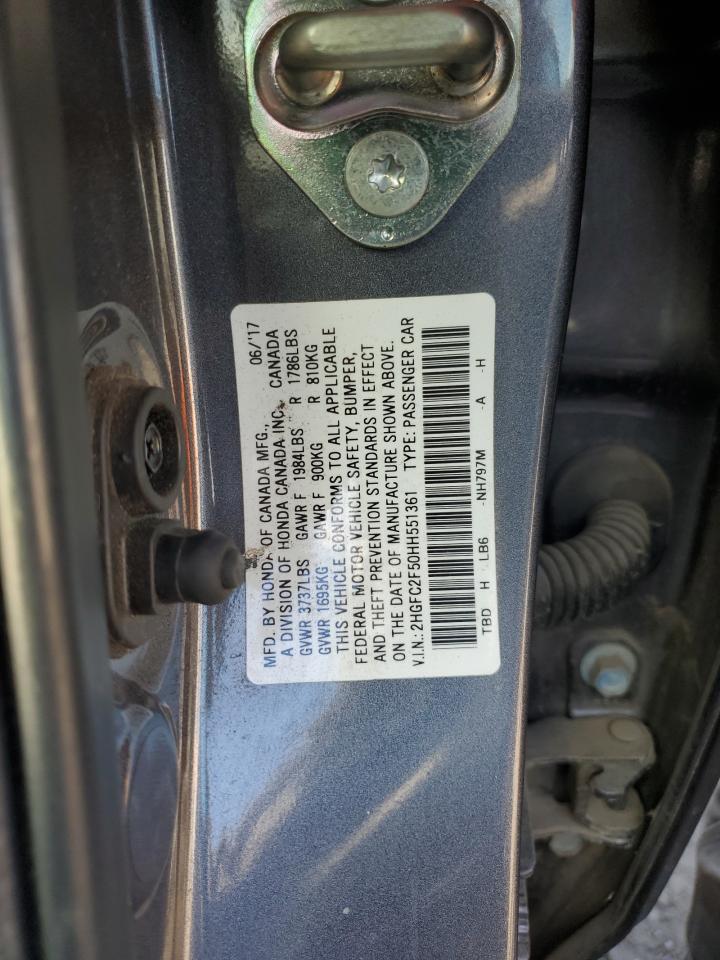 MFD. BY HONDA OF CANADA MFG., 06/'17
A DIVISION OF HONDA CANADA INC., CANADA
GVWR 3737LBS GAWR F 1984LBS R 1786LBS
GVWR 1695KG GAWR F 900KG R 810KG
THIS VEHICLE CONFORMS TO ALL APPLICABLE
FEDERAL MOTOR VEHICLE SAFETY, BUMPER,
AND THEFT PREVENTION STANDARDS IN EFFECT
ON THE DATE OF MANUFACTURE SHOWN ABOVE.
V.I.N.: 2HGFC2F50HH551361 TYPE: PASSENGER CAR
TBD H LB6 -NH797M -A -H